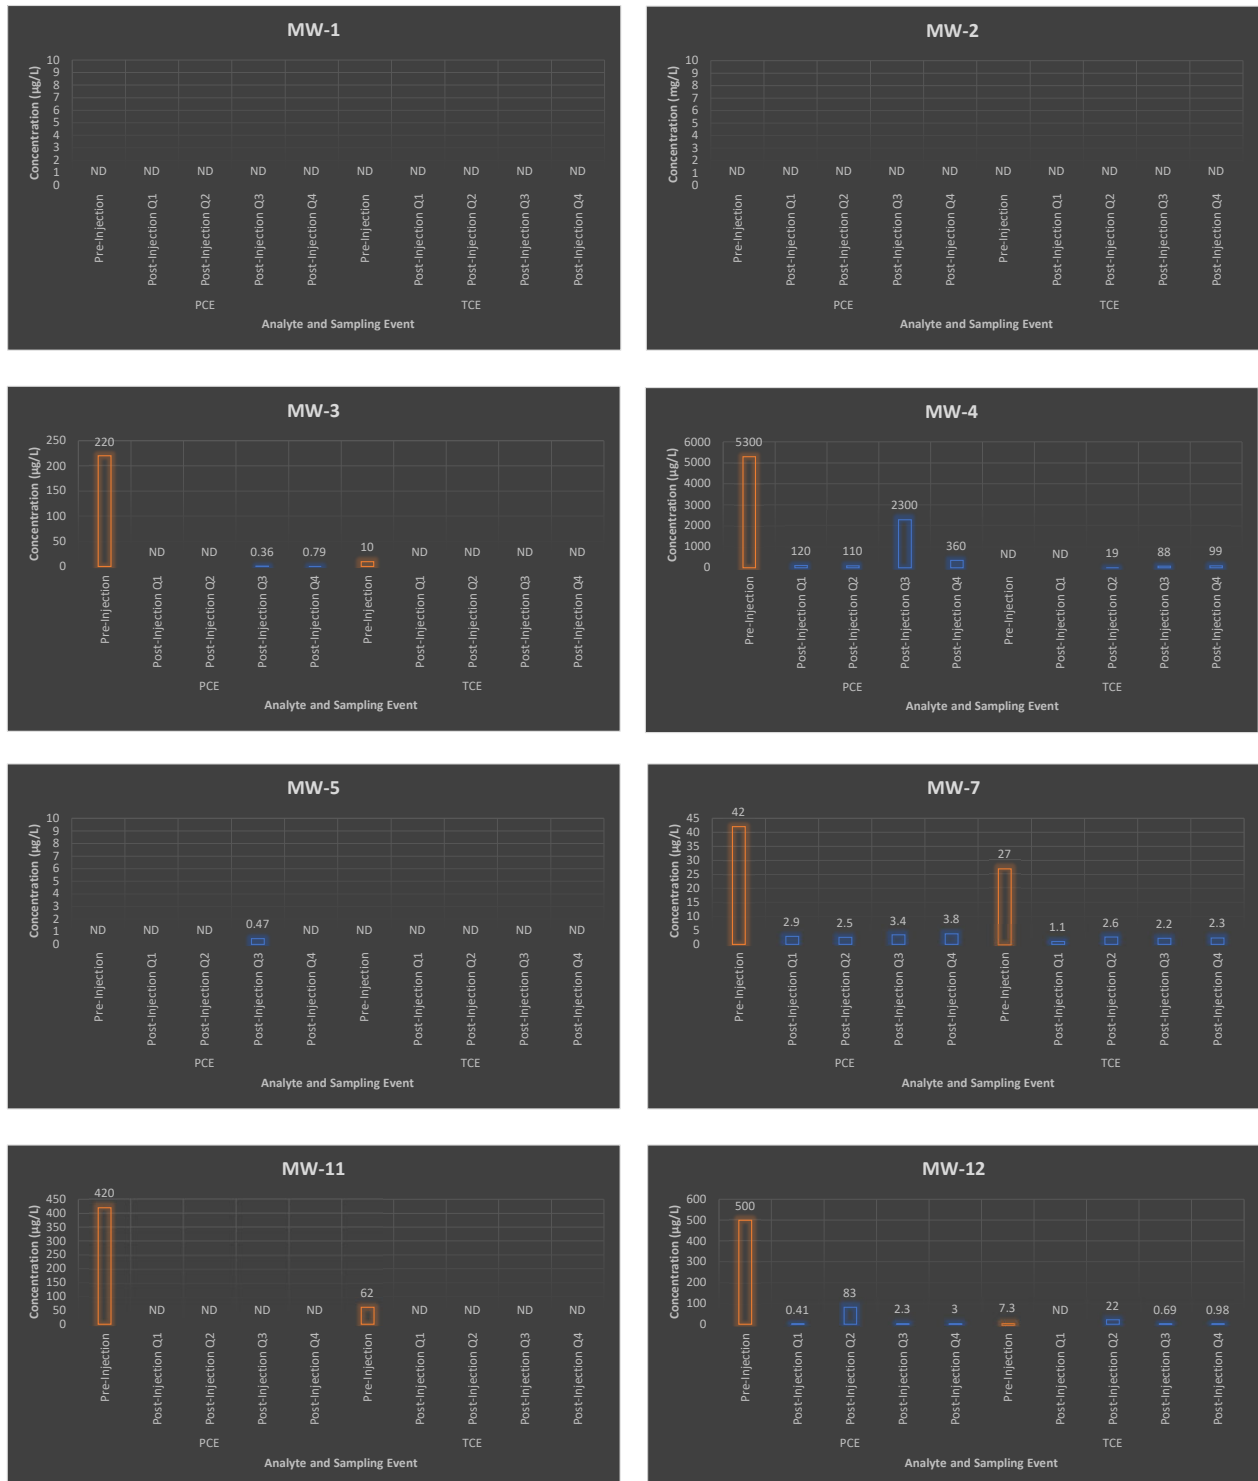 MW-1
Concentration (µg/L)
10
9
8
7
6
5
4
3
2
1
0
ND ND ND ND ND ND ND ND ND ND
Pre-Injection
Post-Injection Q1
Post-Injection Q2
Post-Injection Q3
Post-Injection Q4
Pre-Injection
Post-Injection Q1
Post-Injection Q2
Post-Injection Q3
Post-Injection Q4
PCE TCE
Analyte and Sampling Event
MW-2
Concentration (mg/L)
10
9
8
7
6
5
4
3
2
1
0
ND ND ND ND ND ND ND ND ND ND
Pre-Injection
Post-Injection Q1
Post-Injection Q2
Post-Injection Q3
Post-Injection Q4
Pre-Injection
Post-Injection Q1
Post-Injection Q2
Post-Injection Q3
Post-Injection Q4
PCE TCE
Analyte and Sampling Event
MW-3
Concentration (µg/L)
250
200
150
100
50
0
220 ND ND 0.36 0.79 10 ND ND ND ND
Pre-Injection
Post-Injection Q1
Post-Injection Q2
Post-Injection Q3
Post-Injection Q4
Pre-Injection
Post-Injection Q1
Post-Injection Q2
Post-Injection Q3
Post-Injection Q4
PCE TCE
Analyte and Sampling Event
MW-4
Concentration (µg/L)
6000
5000
4000
3000
2000
1000
0
5300 120 110 2300 360 ND ND 19 88 99
Pre-Injection
Post-Injection Q1
Post-Injection Q2
Post-Injection Q3
Post-Injection Q4
Pre-Injection
Post-Injection Q1
Post-Injection Q2
Post-Injection Q3
Post-Injection Q4
PCE TCE
Analyte and Sampling Event
MW-5
Concentration (µg/L)
10
9
8
7
6
5
4
3
2
1
0
ND ND ND 0.47 ND ND ND ND ND ND
Pre-Injection
Post-Injection Q1
Post-Injection Q2
Post-Injection Q3
Post-Injection Q4
Pre-Injection
Post-Injection Q1
Post-Injection Q2
Post-Injection Q3
Post-Injection Q4
PCE TCE
Analyte and Sampling Event
MW-7
Concentration (µg/L)
45
40
35
30
25
20
15
10
5
0
42 2.9 2.5 3.4 3.8 27 1.1 2.6 2.2 2.3
Pre-Injection
Post-Injection Q1
Post-Injection Q2
Post-Injection Q3
Post-Injection Q4
Pre-Injection
Post-Injection Q1
Post-Injection Q2
Post-Injection Q3
Post-Injection Q4
PCE TCE
Analyte and Sampling Event
MW-11
Concentration (µg/L)
450
400
350
300
250
200
150
100
50
0
420 ND ND ND ND 62 ND ND ND ND
Pre-Injection
Post-Injection Q1
Post-Injection Q2
Post-Injection Q3
Post-Injection Q4
Pre-Injection
Post-Injection Q1
Post-Injection Q2
Post-Injection Q3
Post-Injection Q4
PCE TCE
Analyte and Sampling Event
MW-12
Concentration (µg/L)
600
500
400
300
200
100
0
500 0.41 83 2.3 3 7.3 ND 22 0.69 0.98
Pre-Injection
Post-Injection Q1
Post-Injection Q2
Post-Injection Q3
Post-Injection Q4
Pre-Injection
Post-Injection Q1
Post-Injection Q2
Post-Injection Q3
Post-Injection Q4
PCE TCE
Analyte and Sampling Event